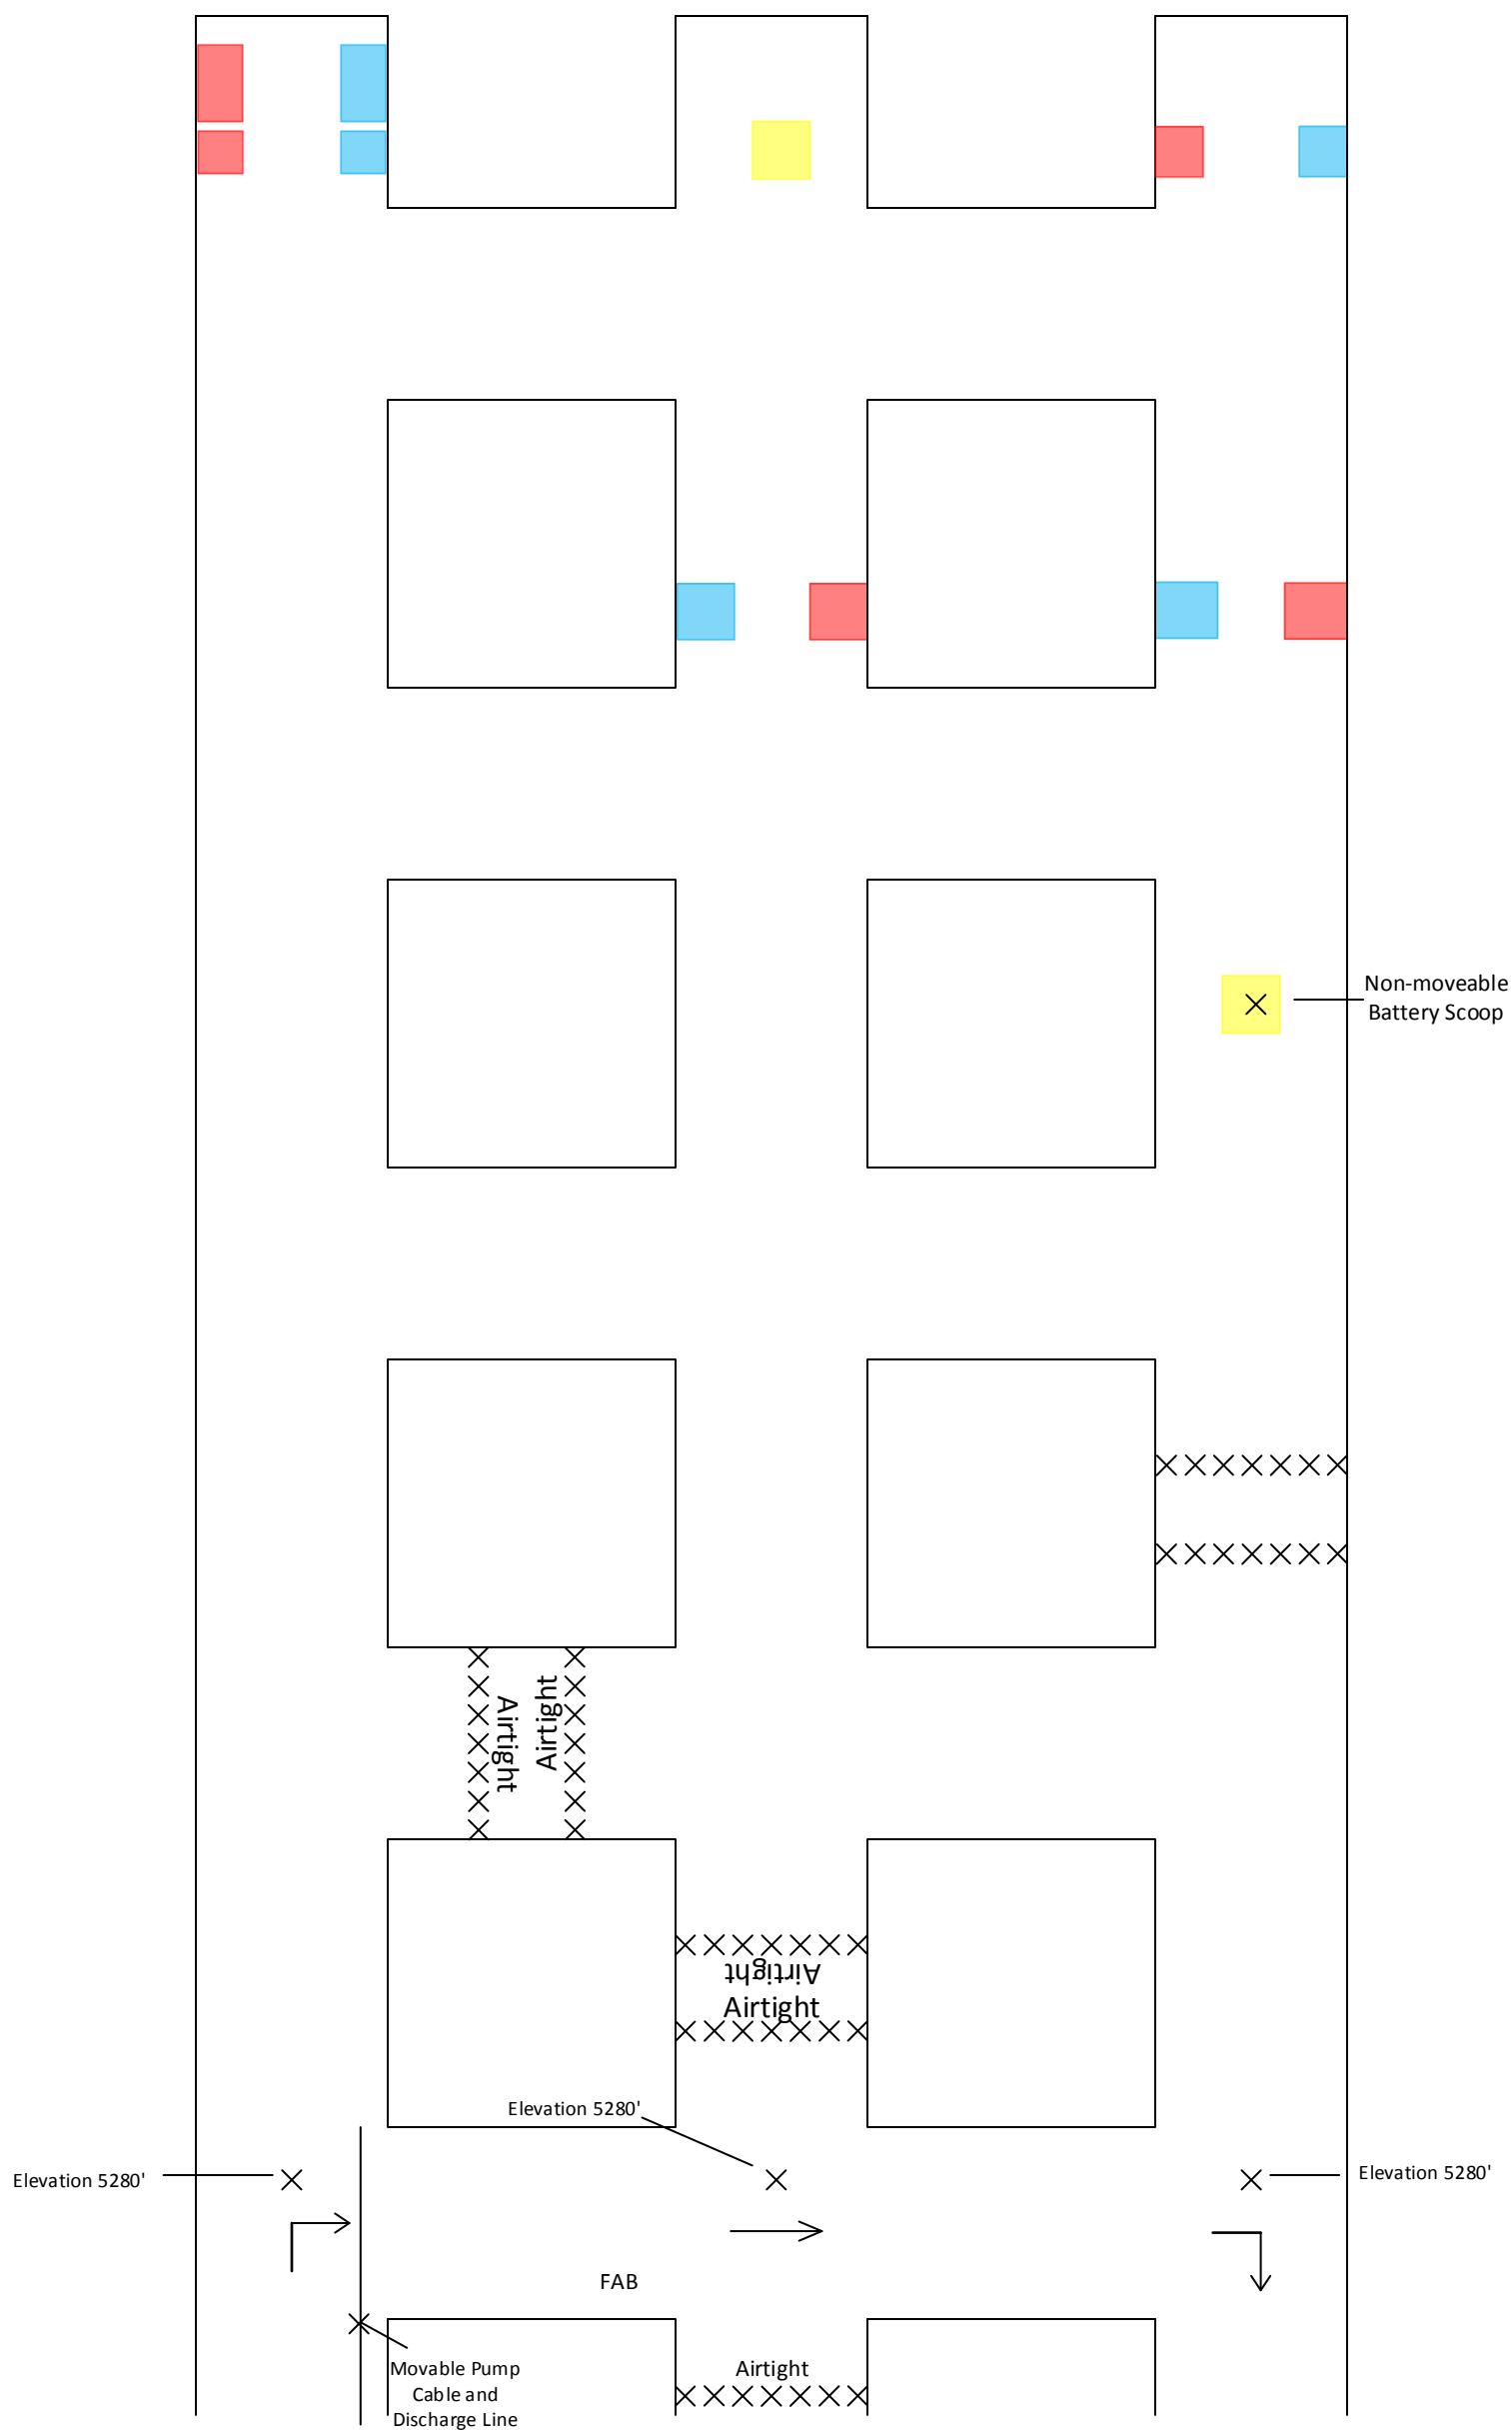 Non-moveable
Battery Scoop
Airtight
Airtight
Airtight
Airtight
Elevation 5280'
Elevation 5280'
Elevation 5280'
FAB
Airtight
Movable Pump
Cable and
Discharge Line